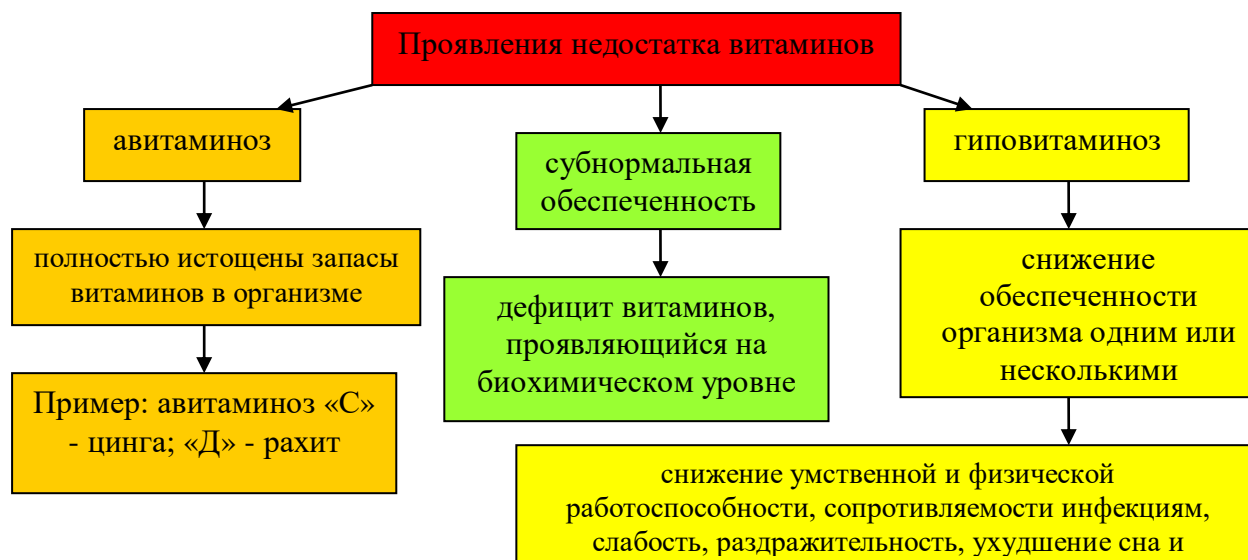 Проявления недостатка витаминов
авитаминоз
субнормальная
обеспеченность
гиповитаминоз
полностью истощены запасы
витаминов в организме
дефицит витаминов,
проявляющийся на
биохимическом уровне
снижение
обеспеченности
организма одним или
несколькими
Пример: авитаминоз «С»
- цинга; «Д» - рахит
снижение умственной и физической
работоспособности, сопротивляемости инфекциям,
слабость, раздражительность, ухудшение сна и